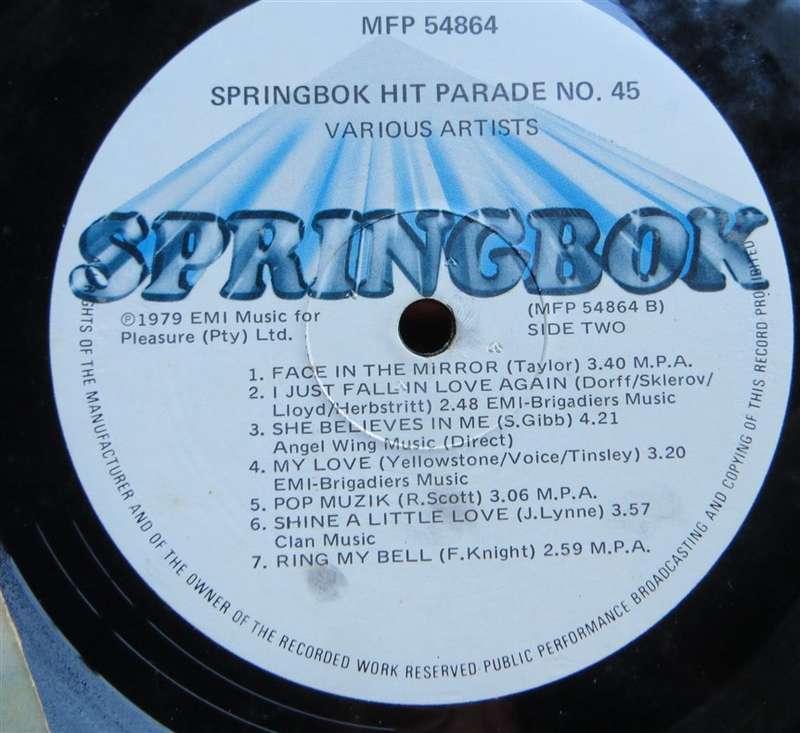 MFP 54864
SPRINGBOK HIT PARADE NO. 45
VARIOUS ARTISTS
SPRINGBOK
℗1979 EMI Music for
Pleasure (Pty) Ltd.
(MFP 54864 B)
SIDE TWO
1. FACE IN THE MIRROR (Taylor) 3.40 M.P.A.
2. I JUST FALL IN LOVE AGAIN (Dorff/Sklerov/
Lloyd/Herbstritt) 2.48 EMI-Brigadiers Music
3. SHE BELIEVES IN ME (S.Gibb) 4.21
Angel Wing Music (Direct)
4. MY LOVE (Yellowstone/Voice/Tinsley) 3.20
EMI-Brigadiers Music
5. POP MUZIK (R.Scott) 3.06 M.P.A.
6. SHINE A LITTLE LOVE (J.Lynne) 3.57
Clan Music
7. RING MY BELL (F.Knight) 2.59 M.P.A.
RIGHTS OF THE MANUFACTURER AND OF THE OWNER OF THE RECORDED WORK RESERVED PUBLIC PERFORMANCE BROADCASTING AND COPYING OF THIS RECORD PROHIBITED